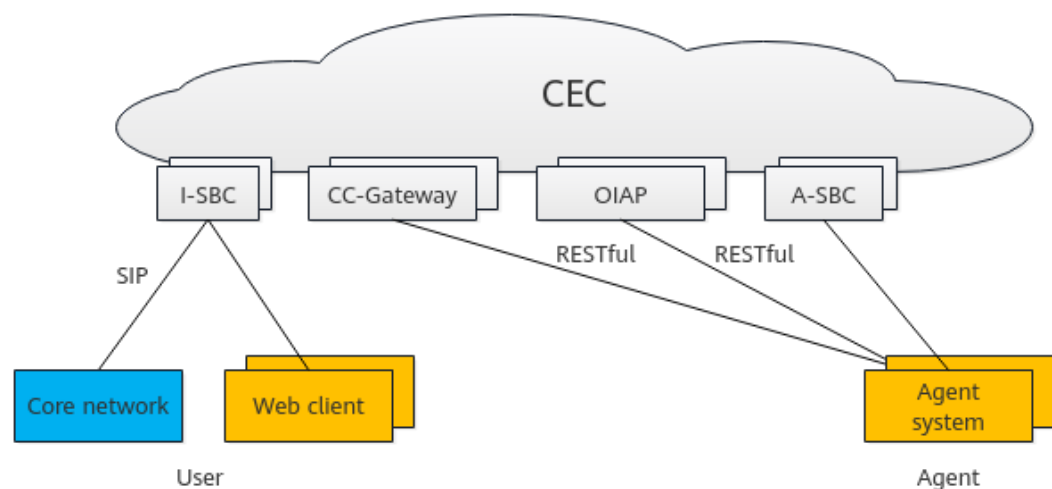 CEC
I-SBC
CC-Gateway
OIAP
A-SBC
RESTful
RESTful
SIP
Core network
Web client
Agent
system
User
Agent